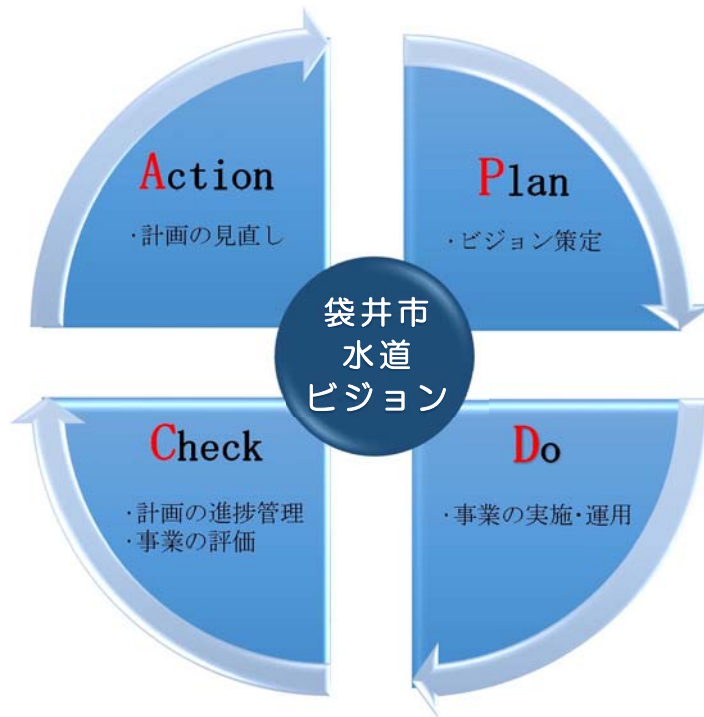 Action
・計画の見直し
Plan
・ビジョン策定
袋井市
水道
ビジョン
Check
・計画の進捗管理
・事業の評価
Do
・事業の実施・運用